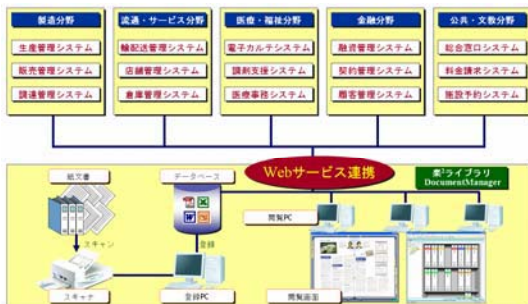 製造分野
生産管理システム
販売管理システム
調達管理システム
流通・サービス分野
輸配送管理システム
店舗管理システム
倉庫管理システム
医療・福祉分野
電子カルテシステム
調剤支援システム
医療事務システム
金融分野
融資管理システム
契約管理システム
顧客管理システム
公共・文教分野
総合窓口システム
料金請求システム
施設予約システム
Webサービス連携
楽²ライブラリ
DocumentManager
紙文書
データベース
閲覧PC
スキャン
登録
スキャナ
登録PC
閲覧画面